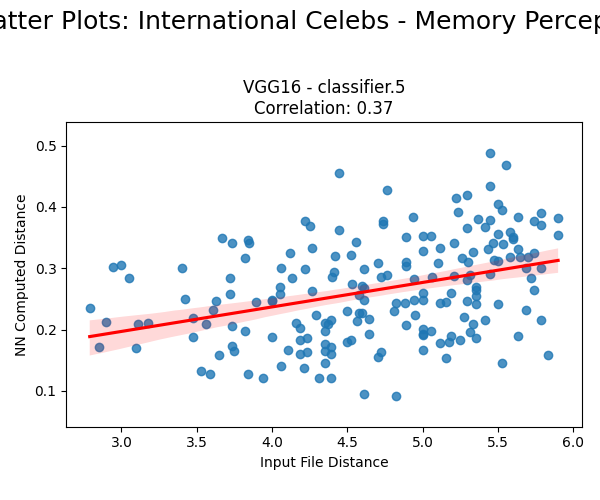 atter Plots: International Celebs - Memory Percep
VGG16 - classifier.5
Correlation: 0.37
NN Computed Distance
0.5
0.4
0.3
0.2
0.1
3.0 3.5 4.0 4.5 5.0 5.5 6.0
Input File Distance